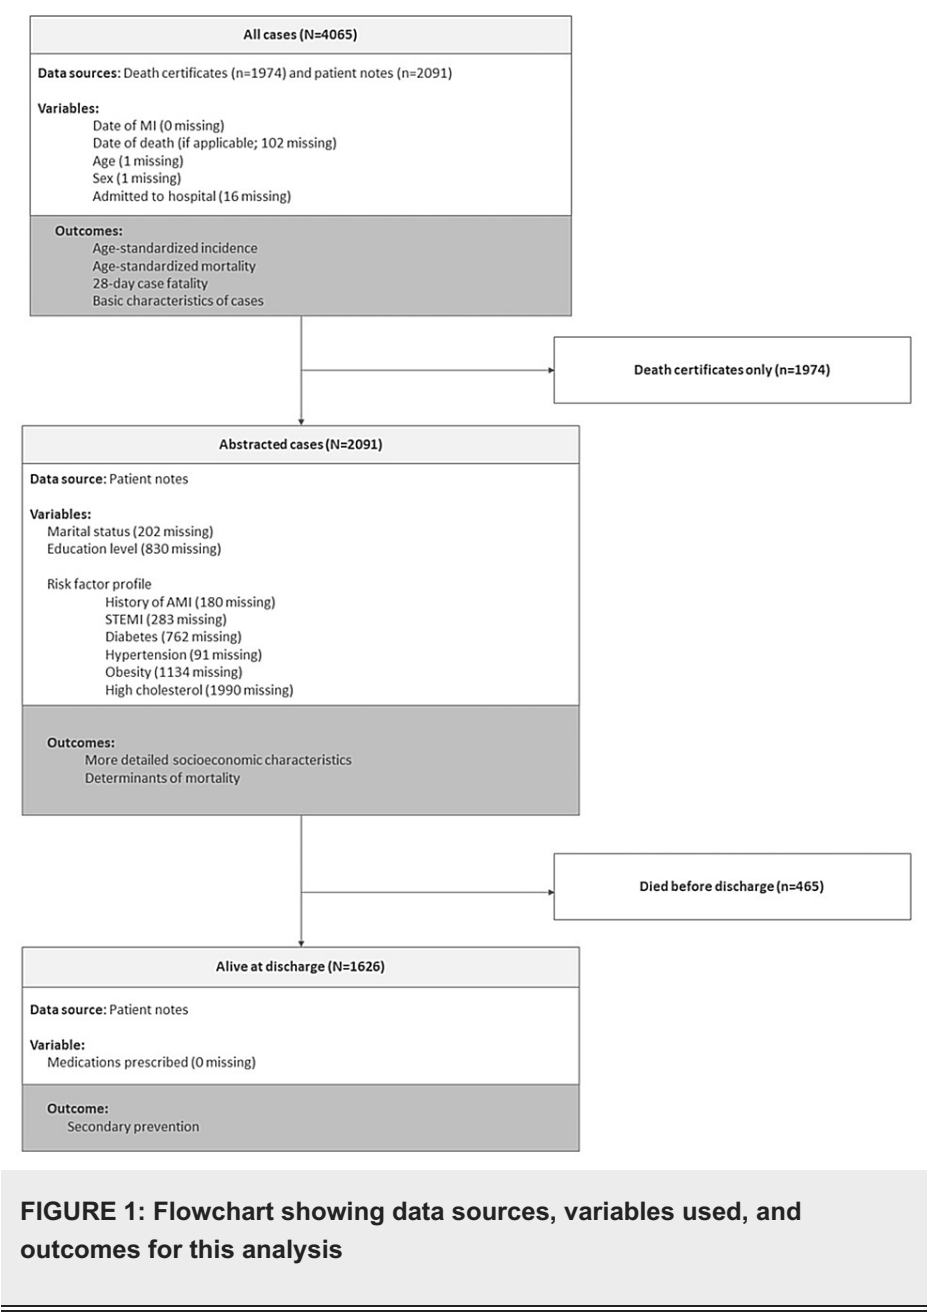 All cases (N=4065)
Data sources: Death certificates (n=1974) and patient notes (n=2091)
Variables:
Date of MI (0 missing)
Date of death (if applicable; 102 missing)
Age (1 missing)
Sex (1 missing)
Admitted to hospital (16 missing)
Outcomes:
Age-standardized incidence
Age-standardized mortality
28-day case fatality
Basic characteristics of cases
Death certificates only (n=1974)
Abstracted cases (N=2091)
Data source: Patient notes
Variables:
Marital status (202 missing)
Education level (830 missing)
Risk factor profile
History of AMI (180 missing)
STEMI (283 missing)
Diabetes (762 missing)
Hypertension (91 missing)
Obesity (1134 missing)
High cholesterol (1990 missing)
Outcomes:
More detailed socioeconomic characteristics
Determinants of mortality
Died before discharge (n=465)
Alive at discharge (N=1626)
Data source: Patient notes
Variable:
Medications prescribed (0 missing)
Outcome:
Secondary prevention
FIGURE 1: Flowchart showing data sources, variables used, and
outcomes for this analysis